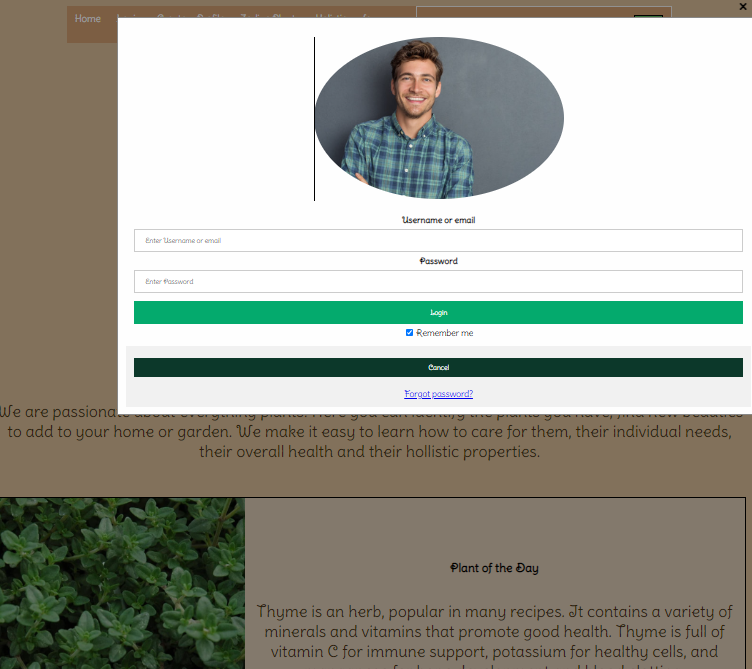 Home
×
Username or email
Enter Username or email
Password
Enter Password
Login
Remember me
Cancel
Forgot password?
We are passionate about everything plants. Here you can identify the plants you have, find new beauties
to add to your home or garden. We make it easy to learn how to care for them, their individual needs,
their overall health and their hollistic properties.
Plant of the Day
Thyme is an herb, popular in many recipes. It contains a variety of
minerals and vitamins that promote good health. Thyme is full of
vitamin C for immune support, potassium for healthy cells, and